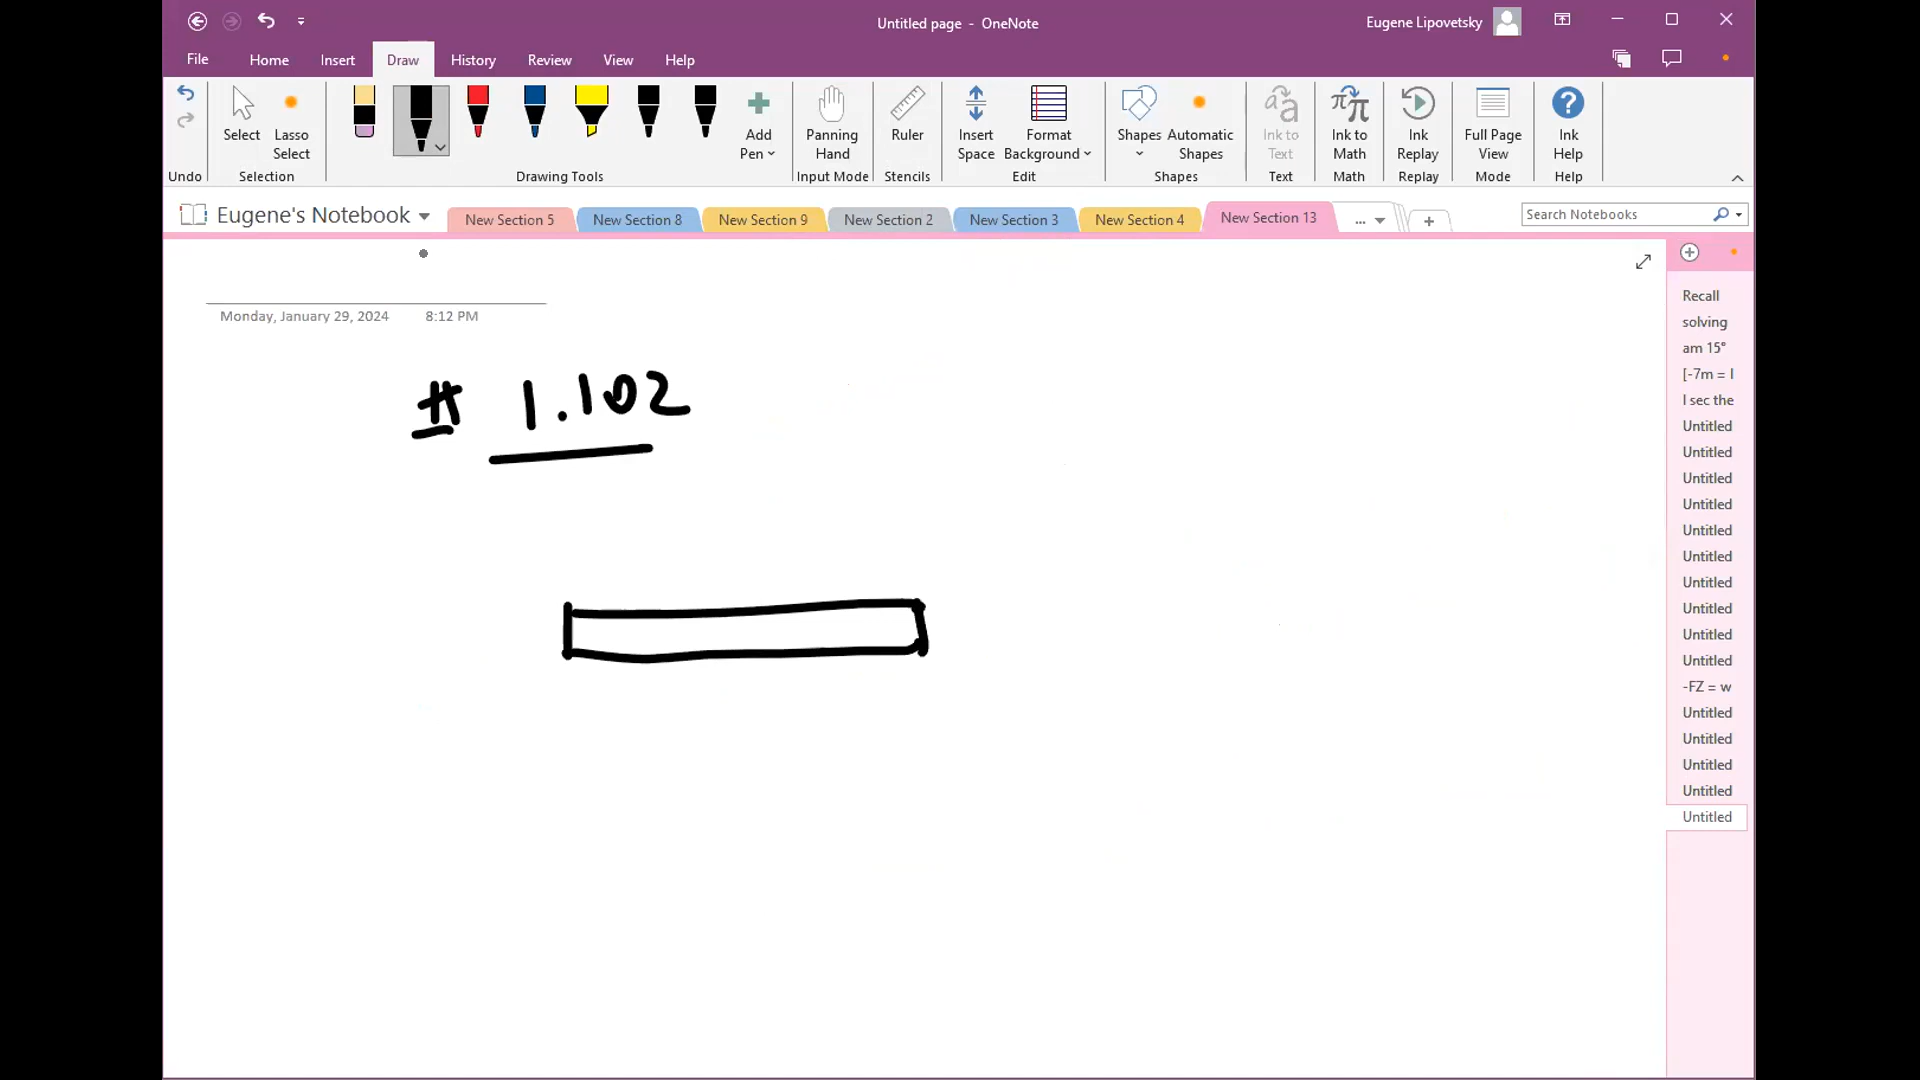 Untitled page - OneNote
Eugene Lipovetsky
File Home Insert Draw History Review View Help
Select
Lasso Select
Add Pen
Panning Hand
Ruler
Insert Space
Format Background
Shapes
Automatic Shapes
Ink to Text
Ink to Math
Ink Replay
Full Page View
Ink Help
Undo Selection Drawing Tools Input Mode Stencils Edit Shapes Text Math Replay Mode Help
Eugene's Notebook New Section 5 New Section 8 New Section 9 New Section 2 New Section 3 New Section 4 New Section 13 ... Search Notebooks
Monday, January 29, 2024 8:12 PM
# 1.102
Recall
solving
am 15°
[-7m = I
I sec the
Untitled
Untitled
Untitled
Untitled
Untitled
Untitled
Untitled
Untitled
Untitled
Untitled
-FZ = w
Untitled
Untitled
Untitled
Untitled
Untitled